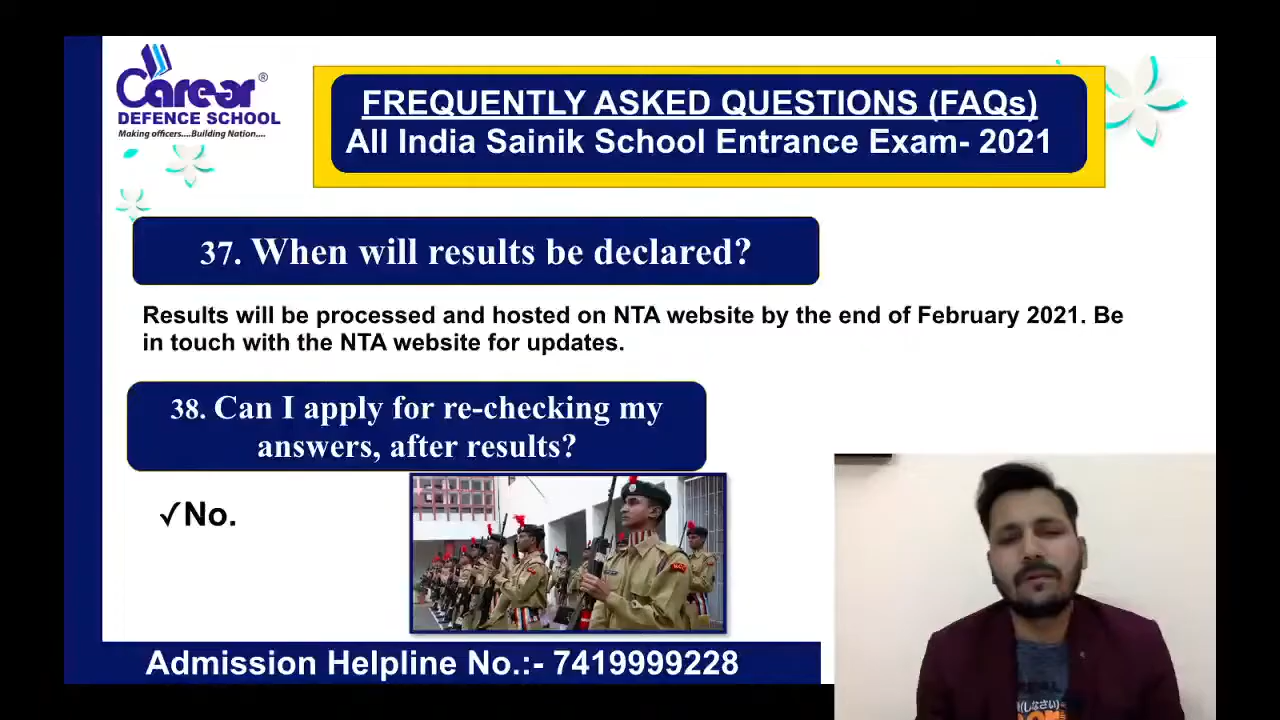 Carear®
DEFENCE SCHOOL
Making officers....Building Nation....
FREQUENTLY ASKED QUESTIONS (FAQs)
All India Sainik School Entrance Exam- 2021
37. When will results be declared?
Results will be processed and hosted on NTA website by the end of February 2021. Be
in touch with the NTA website for updates.
38. Can I apply for re-checking my
answers, after results?
✓No.
Admission Helpline No.:- 7419999228